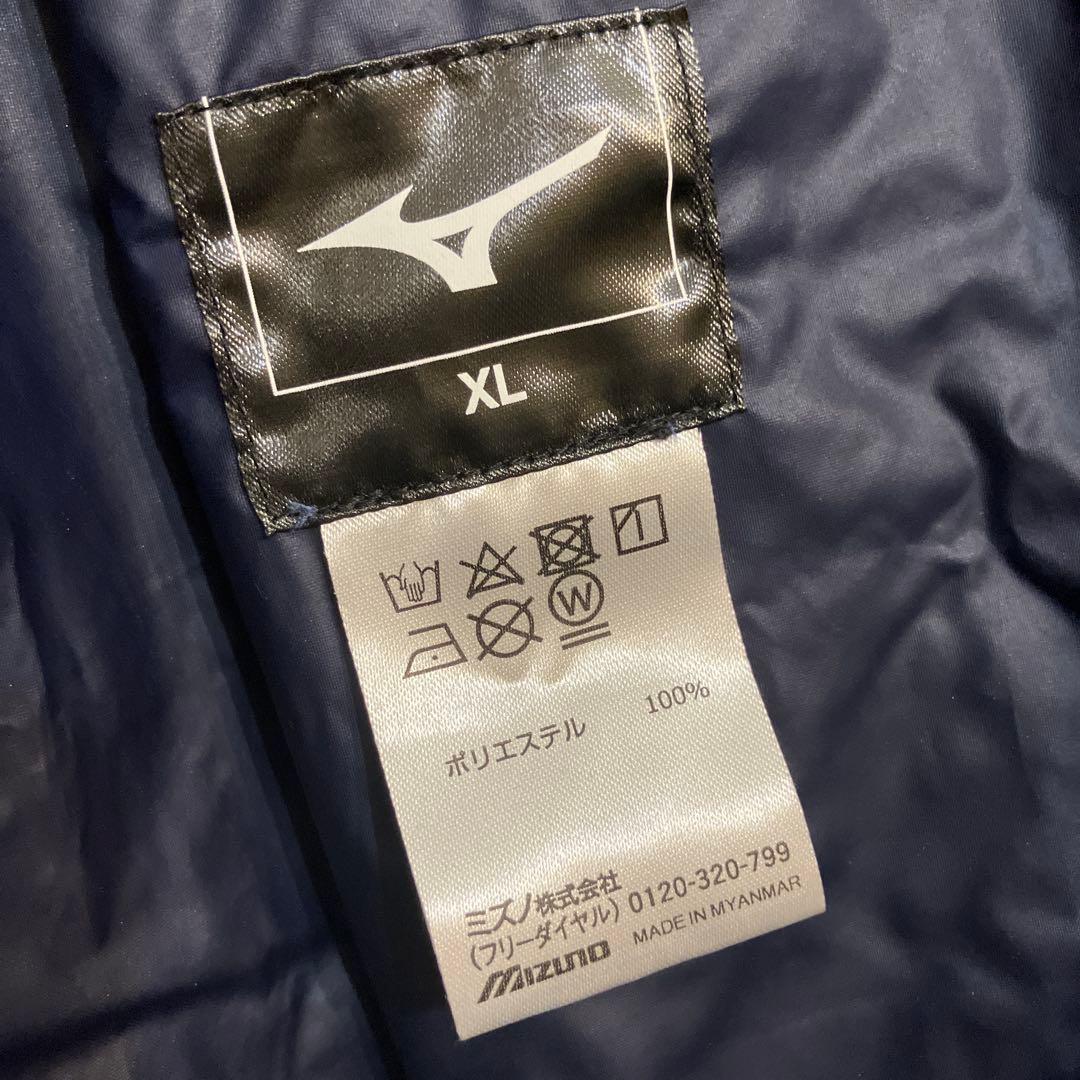 XL
W
ポリエステル 100%
ミズノ株式会社
(フリーダイヤル) 0120-320-799
MIZUNO MADE IN MYANMAR